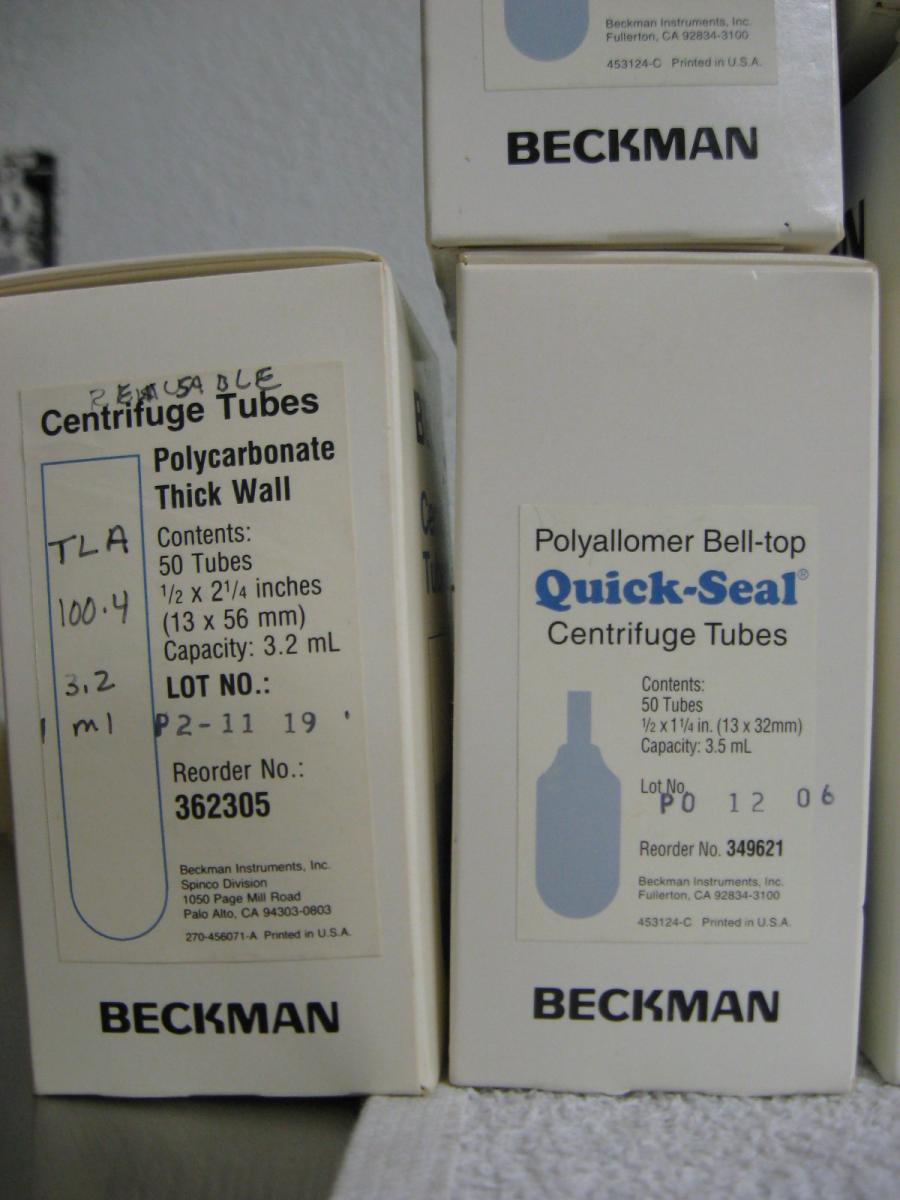 Beckman Instruments, Inc.
Fullerton, CA 92834-3100
453124-C Printed in U.S.A.
BECKMAN
REUSABLE
Centrifuge Tubes
Polycarbonate
Thick Wall
TLA
100.4
3.2
ml
Contents:
50 Tubes
1/2 x 2 1/4 inches
(13 x 56 mm)
Capacity: 3.2 mL
LOT NO.:
P2-11 19
Reorder No.:
362305
Beckman Instruments, Inc.
Spinco Division
1050 Page Mill Road
Palo Alto, CA 94303-0803
270-456071-A Printed in U.S.A.
BECKMAN
Polyallomer Bell-top
Quick-Seal®
Centrifuge Tubes
Contents:
50 Tubes
1/2 x 1 1/4 in. (13 x 32mm)
Capacity: 3.5 mL
Lot No.
P0 12 06
Reorder No. 349621
Beckman Instruments, Inc.
Fullerton, CA 92834-3100
453124-C Printed in U.S.A.
BECKMAN